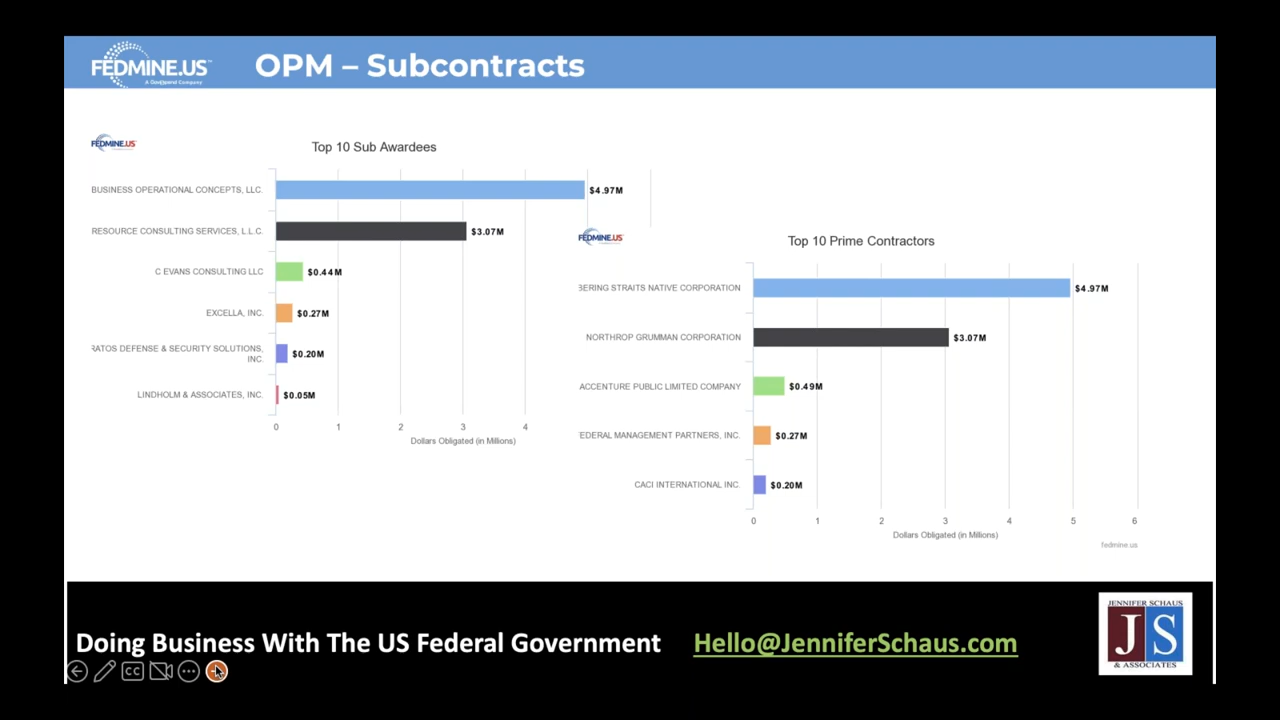 FEDMINE.US™
A GovSpend Company
OPM – Subcontracts
FEDMINE.US
Top 10 Sub Awardees
BUSINESS OPERATIONAL CONCEPTS, LLC.
$4.97M
RESOURCE CONSULTING SERVICES, L.L.C.
$3.07M
C EVANS CONSULTING LLC
$0.44M
EXCELLA, INC.
$0.27M
RATOS DEFENSE & SECURITY SOLUTIONS,
INC.
$0.20M
LINDHOLM & ASSOCIATES, INC.
$0.05M
0 1 2 3 4
Dollars Obligated (in Millions)
FEDMINE.US
Top 10 Prime Contractors
BERING STRAITS NATIVE CORPORATION
$4.97M
NORTHROP GRUMMAN CORPORATION
$3.07M
ACCENTURE PUBLIC LIMITED COMPANY
$0.49M
EDERAL MANAGEMENT PARTNERS, INC.
$0.27M
CACI INTERNATIONAL INC.
$0.20M
0 1 2 3 4 5 6
Dollars Obligated (in Millions)
fedmine.us
Doing Business With The US Federal Government Hello@JenniferSchaus.com
JENNIFER SCHAUS
JS
& ASSOCIATES
CC